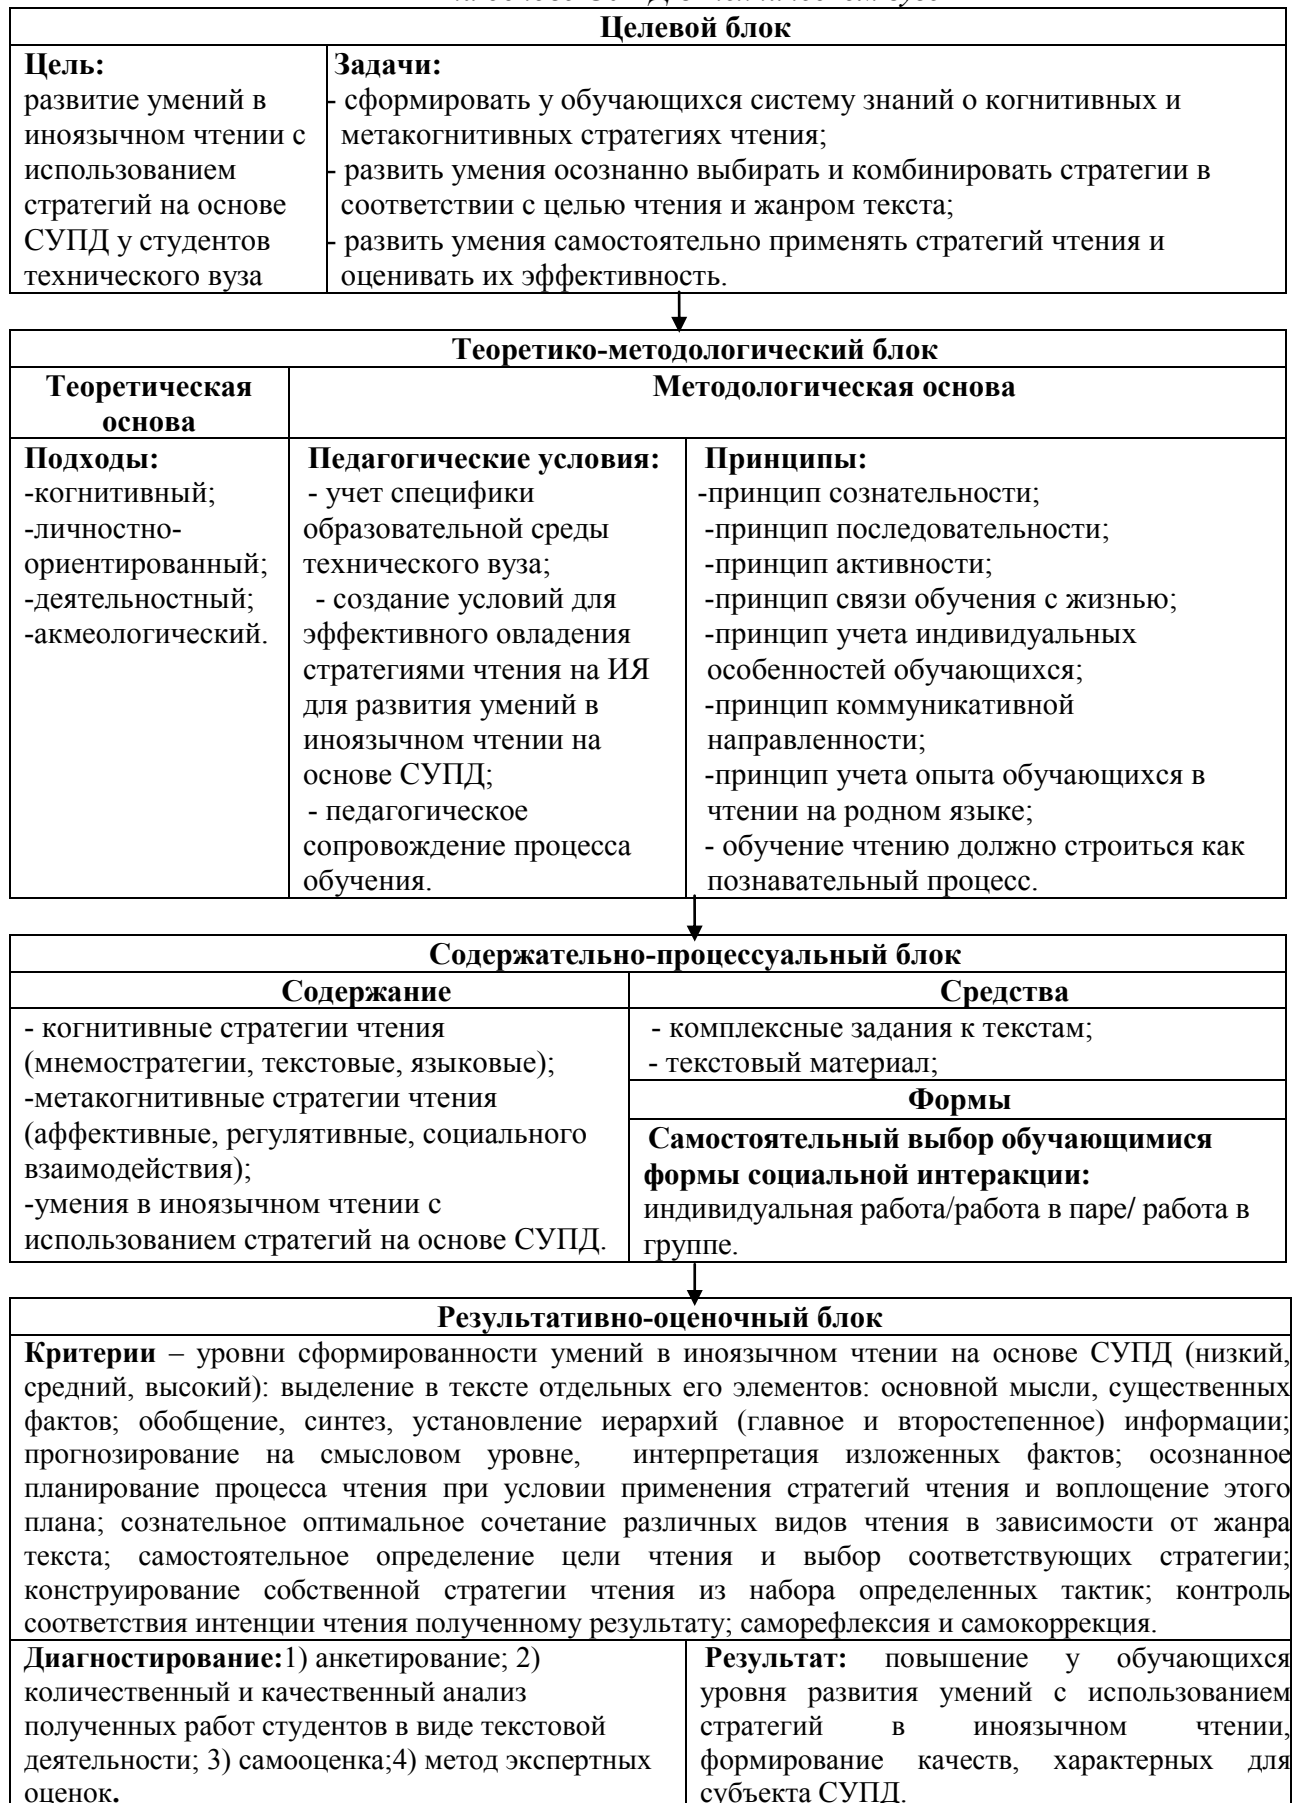 Целевой блок
Цель:
развитие умений в
иноязычном чтении с
использованием
стратегий на основе
СУПД у студентов
технического вуза
Задачи:
- сформировать у обучающихся систему знаний о когнитивных и
метакогнитивных стратегиях чтения;
- развить умения осознанно выбирать и комбинировать стратегии в
соответствии с целью чтения и жанром текста;
- развить умения самостоятельно применять стратегий чтения и
оценивать их эффективность.
Теоретико-методологический блок
Теоретическая
основа
Методологическая основа
Подходы:
-когнитивный;
-личностно-
ориентированный;
-деятельностный;
-акмеологический.
Педагогические условия:
- учет специфики
образовательной среды
технического вуза;
- создание условий для
эффективного овладения
стратегиями чтения на ИЯ
для развития умений в
иноязычном чтении на
основе СУПД;
- педагогическое
сопровождение процесса
обучения.
Принципы:
-принцип сознательности;
-принцип последовательности;
-принцип активности;
-принцип связи обучения с жизнью;
-принцип учета индивидуальных
особенностей обучающихся;
-принцип коммуникативной
направленности;
-принцип учета опыта обучающихся в
чтении на родном языке;
- обучение чтению должно строиться как
познавательный процесс.
Содержательно-процессуальный блок
Содержание
- когнитивные стратегии чтения
(мнемостратегии, текстовые, языковые);
-метакогнитивные стратегии чтения
(аффективные, регулятивные, социального
взаимодействия);
-умения в иноязычном чтении с
использованием стратегий на основе СУПД.
Средства
- комплексные задания к текстам;
- текстовый материал;
Формы
Самостоятельный выбор обучающимися
формы социальной интеракции:
индивидуальная работа/работа в паре/ работа в
группе.
Результативно-оценочный блок
Критерии – уровни сформированности умений в иноязычном чтении на основе СУПД (низкий,
средний, высокий): выделение в тексте отдельных его элементов: основной мысли, существенных
фактов; обобщение, синтез, установление иерархий (главное и второстепенное) информации;
прогнозирование на смысловом уровне, интерпретация изложенных фактов; осознанное
планирование процесса чтения при условии применения стратегий чтения и воплощение этого
плана; сознательное оптимальное сочетание различных видов чтения в зависимости от жанра
текста; самостоятельное определение цели чтения и выбор соответствующих стратегии;
конструирование собственной стратегии чтения из набора определенных тактик; контроль
соответствия интенции чтения полученному результату; саморефлексия и самокоррекция.
Диагностирование:1) анкетирование; 2)
количественный и качественный анализ
полученных работ студентов в виде текстовой
деятельности; 3) самооценка;4) метод экспертных
оценок.
Результат: повышение у обучающихся
уровня развития умений с использованием
стратегий в иноязычном чтении,
формирование качеств, характерных для
субъекта СУПД.